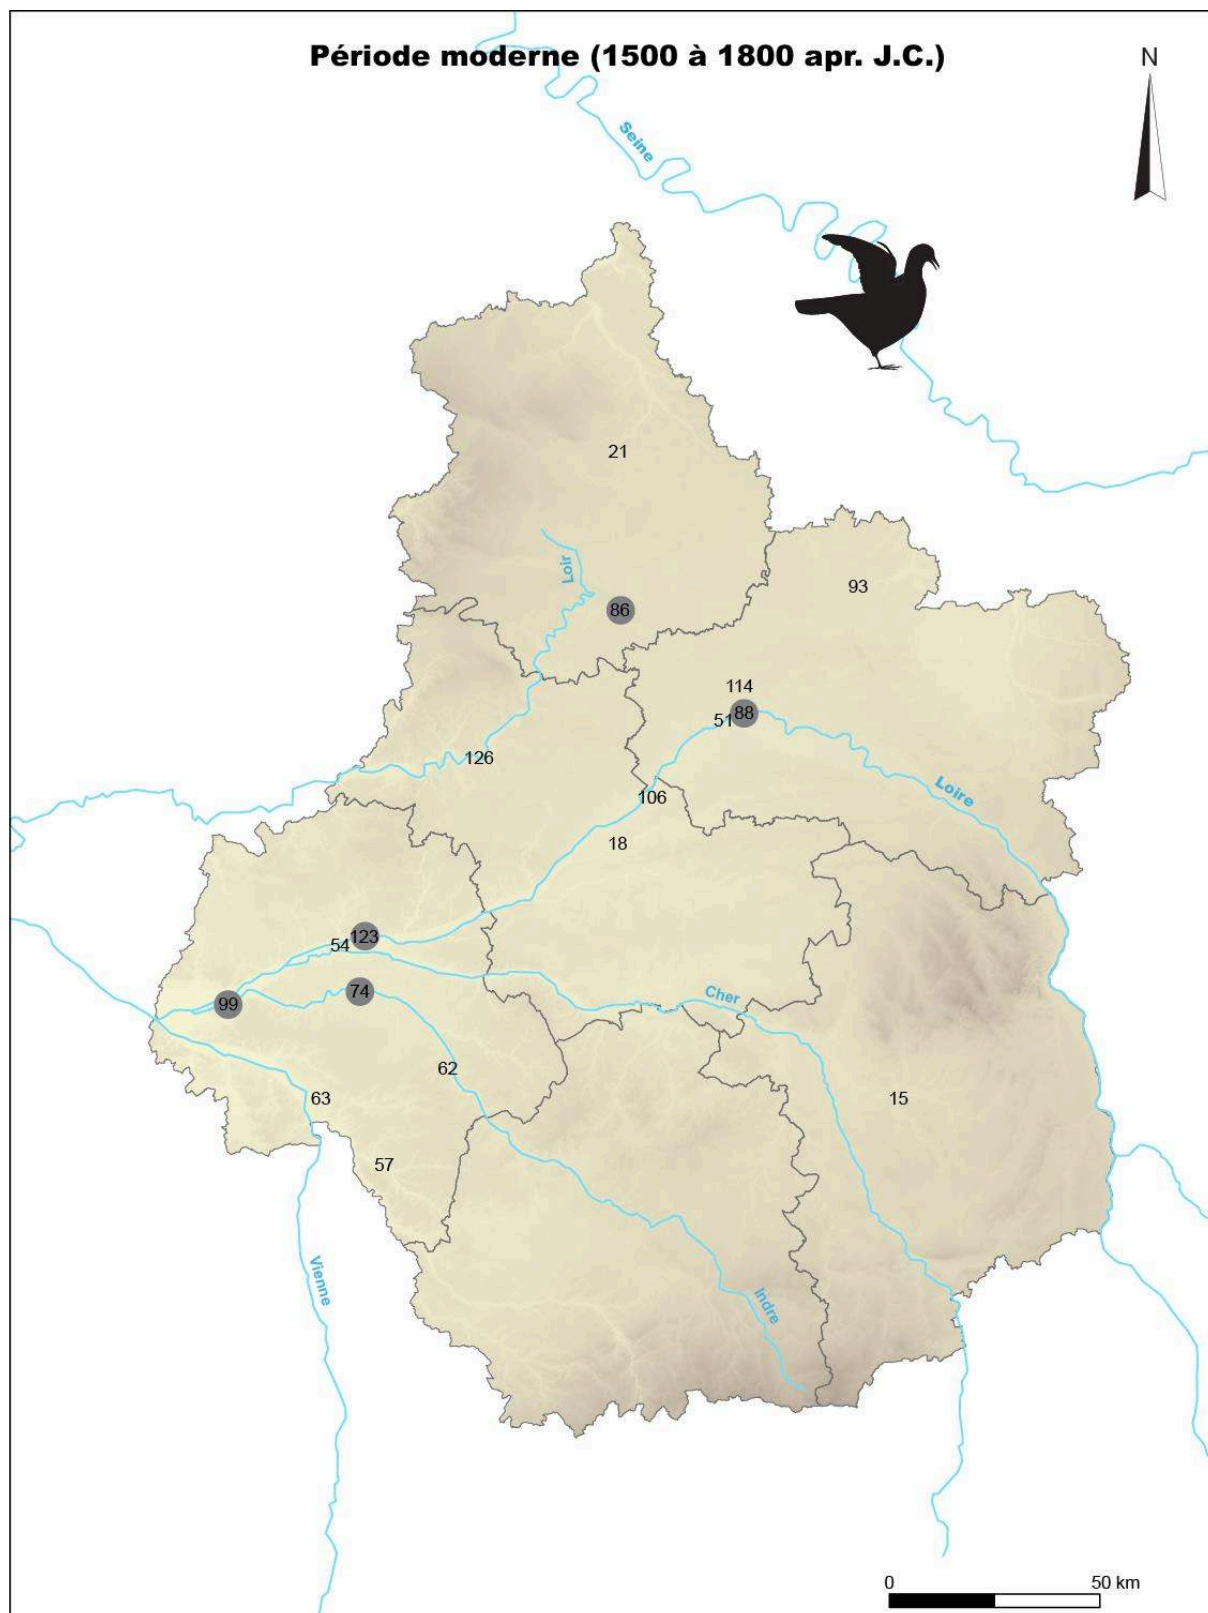 Période moderne (1500 à 1800 apr. J.C.)
N
Seine
21
Loir
93
86
114
88
51
126
106
Loire
18
123
54
74
99
Cher
62
63
15
57
Vienne
Indre
0 50 km